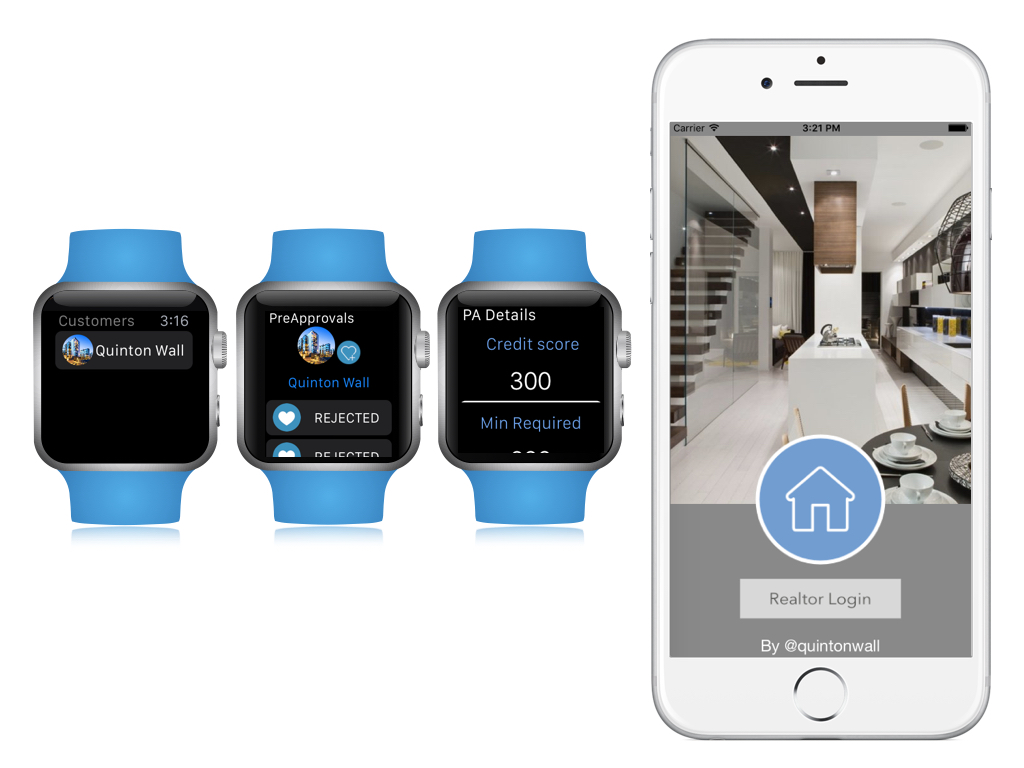 Customers 3:16
Quinton Wall
PreApprovals
Quinton Wall
REJECTED
REJECTED
PA Details
Credit score
300
Min Required
Carrier 3:21 PM
Realtor Login
By @quintonwall